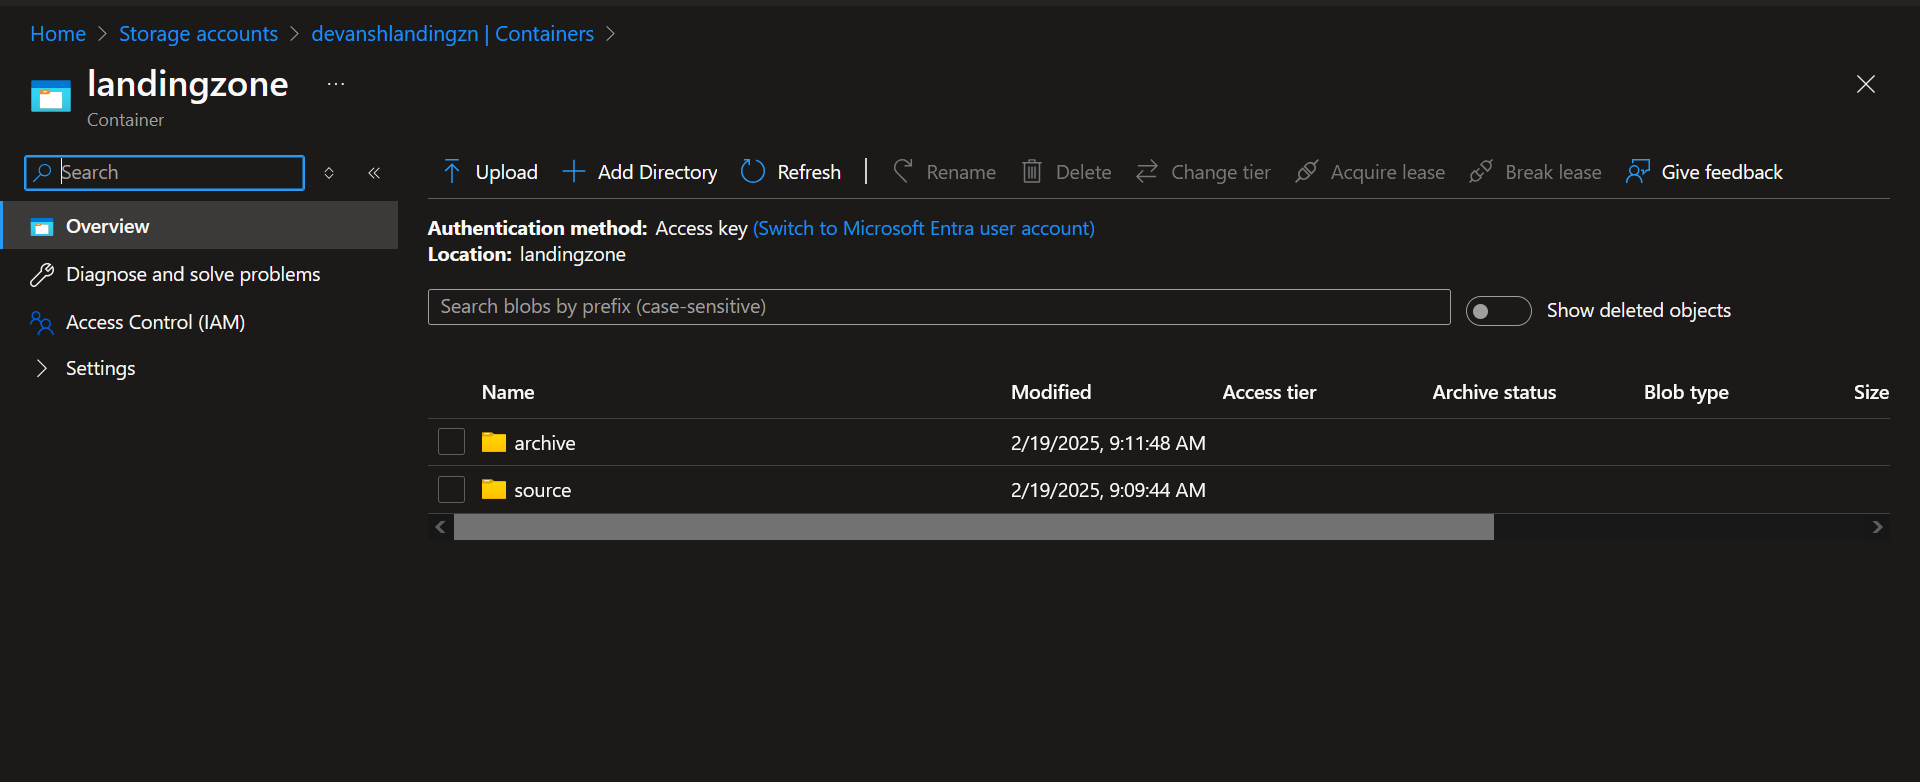 Home > Storage accounts > devanshlandingzn | Containers >
landingzone ...
Container
Search
Overview
Diagnose and solve problems
Access Control (IAM)
Settings
Upload Add Directory Refresh | Rename Delete Change tier Acquire lease Break lease Give feedback
Authentication method: Access key (Switch to Microsoft Entra user account)
Location: landingzone
Search blobs by prefix (case-sensitive)
Show deleted objects
Name Modified Access tier Archive status Blob type Size
archive 2/19/2025, 9:11:48 AM
source 2/19/2025, 9:09:44 AM